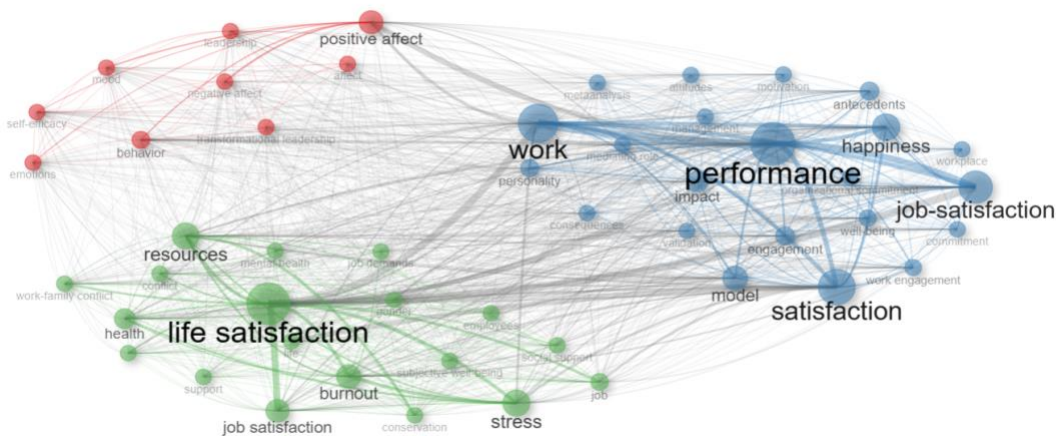 positive affect
leadership
mood
affect
negative affect
self-efficacy
transformational leadership
behavior
emotions
metaanalysis
attitudes
motivation
antecedents
management
work
happiness
mediating role
workplace
personality
performance
impact
organizational commitment
job-satisfaction
consequences
well-being
validation
engagement
commitment
work engagement
model
satisfaction
resources
mental-health
job demands
conflict
work-family conflict
gender
life satisfaction
health
employees
life
social support
subjective well-being
support
burnout
job
job satisfaction
conservation
stress